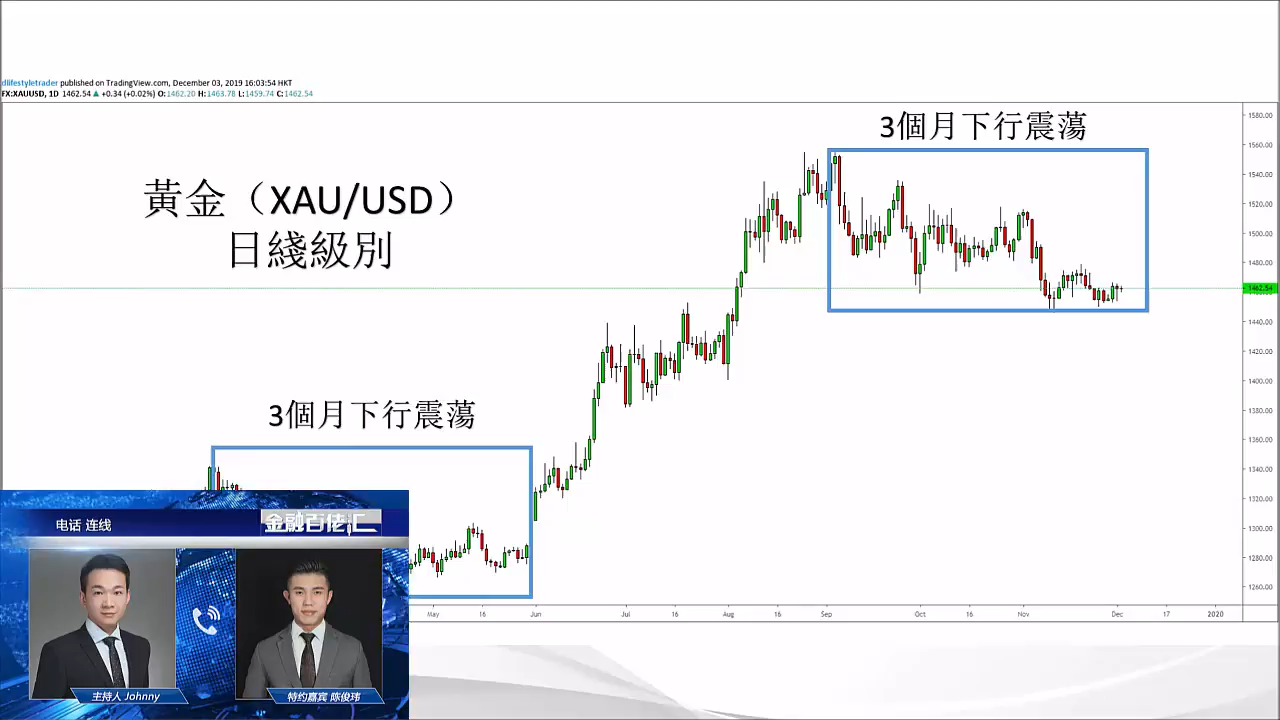 dlifestyletrader published on TradingView.com, December 03, 2019 16:03:54 HKT
FX:XAUUSD, 1D 1462.54 ▲ +0.34 (+0.02%) O:1462.20 H:1463.78 L:1459.74 C:1462.54
3個月下行震蕩
黃金（XAU/USD）
日綫級別
3個月下行震蕩
1580.00
1560.00
1540.00
1520.00
1500.00
1480.00
1462.54
1440.00
1420.00
1400.00
1380.00
1360.00
1340.00
1320.00
1300.00
1280.00
1260.00
May 16 Jun Jul 16 Aug 16 Sep Oct 16 Nov Dec 17 2020
电话 连线
金融百佬汇
主持人 Johnny
特约嘉宾 陈俊玮